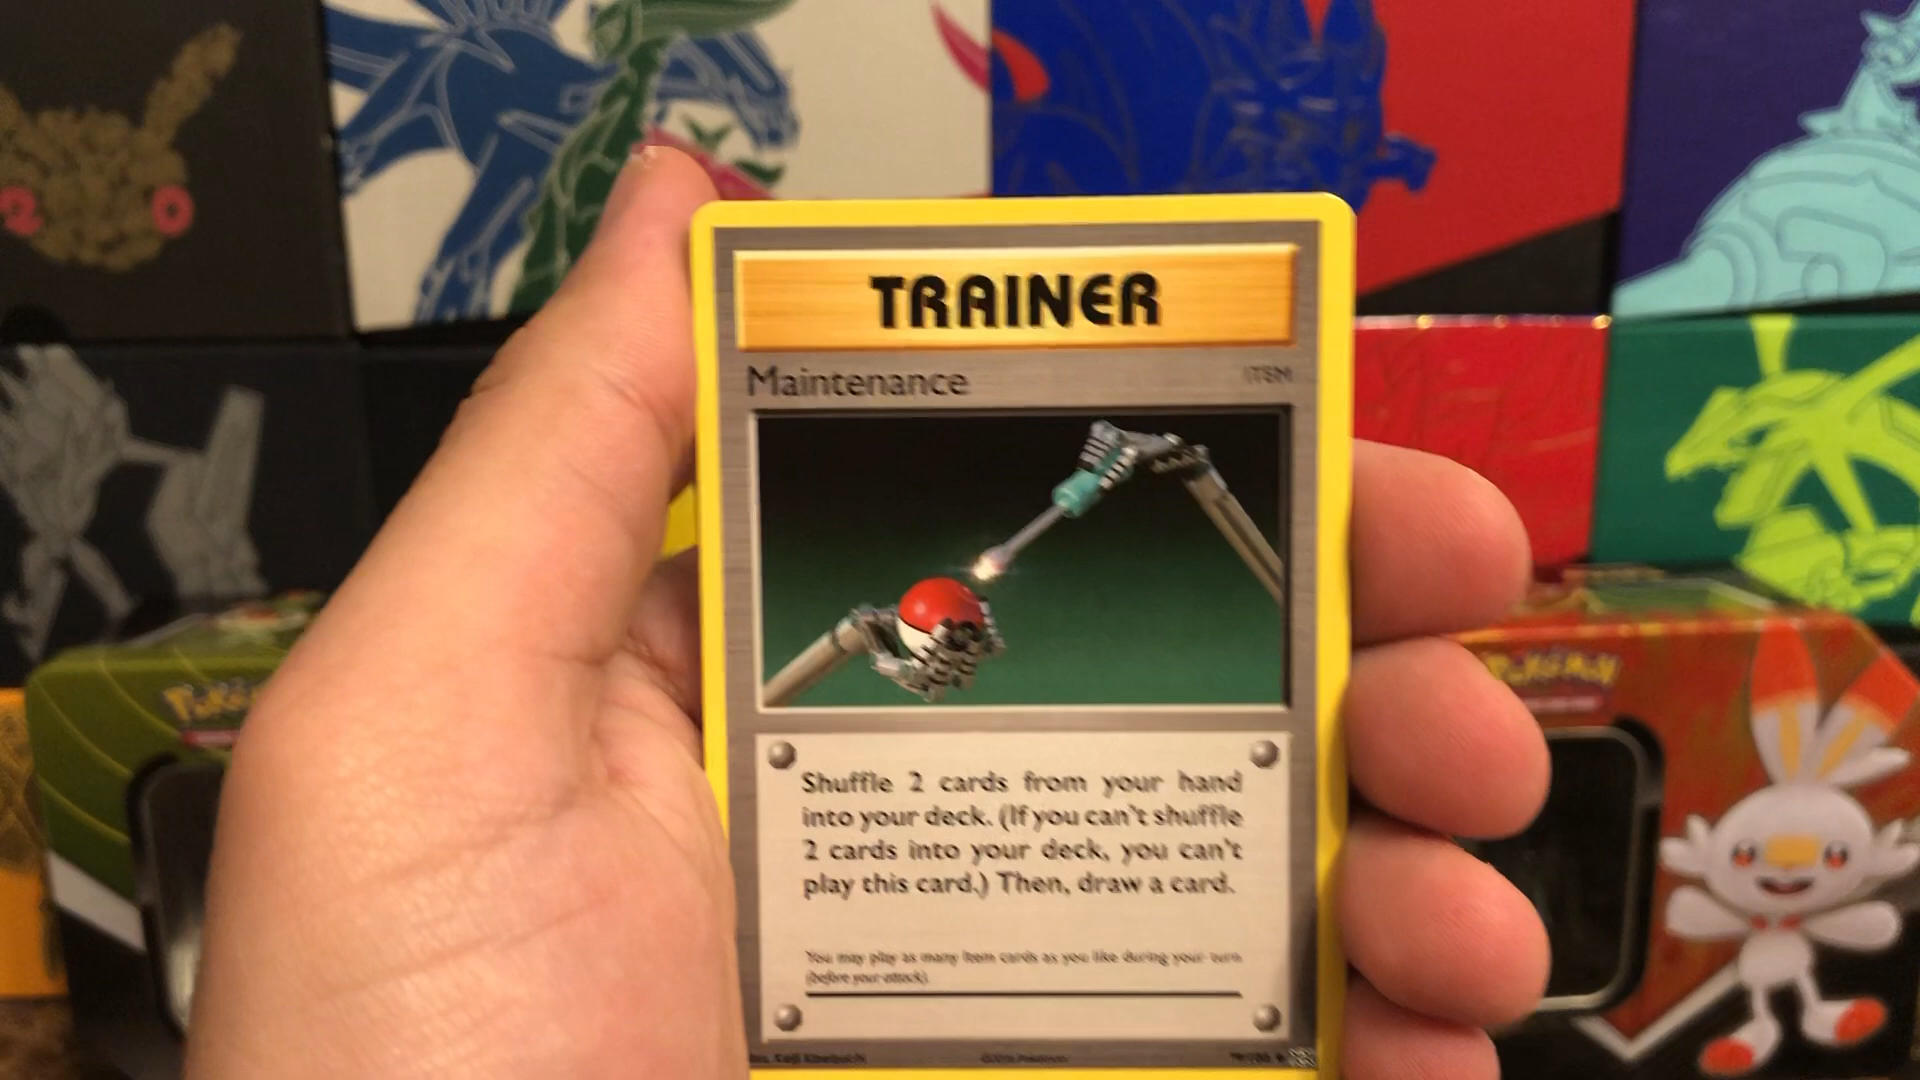 TRAINER
Maintenance
ITEM
Shuffle 2 cards from your hand
into your deck. (If you can't shuffle
2 cards into your deck, you can't
play this card.) Then, draw a card.
You may play as many Item cards as you like during your turn
(before your attack).
POKÉMON